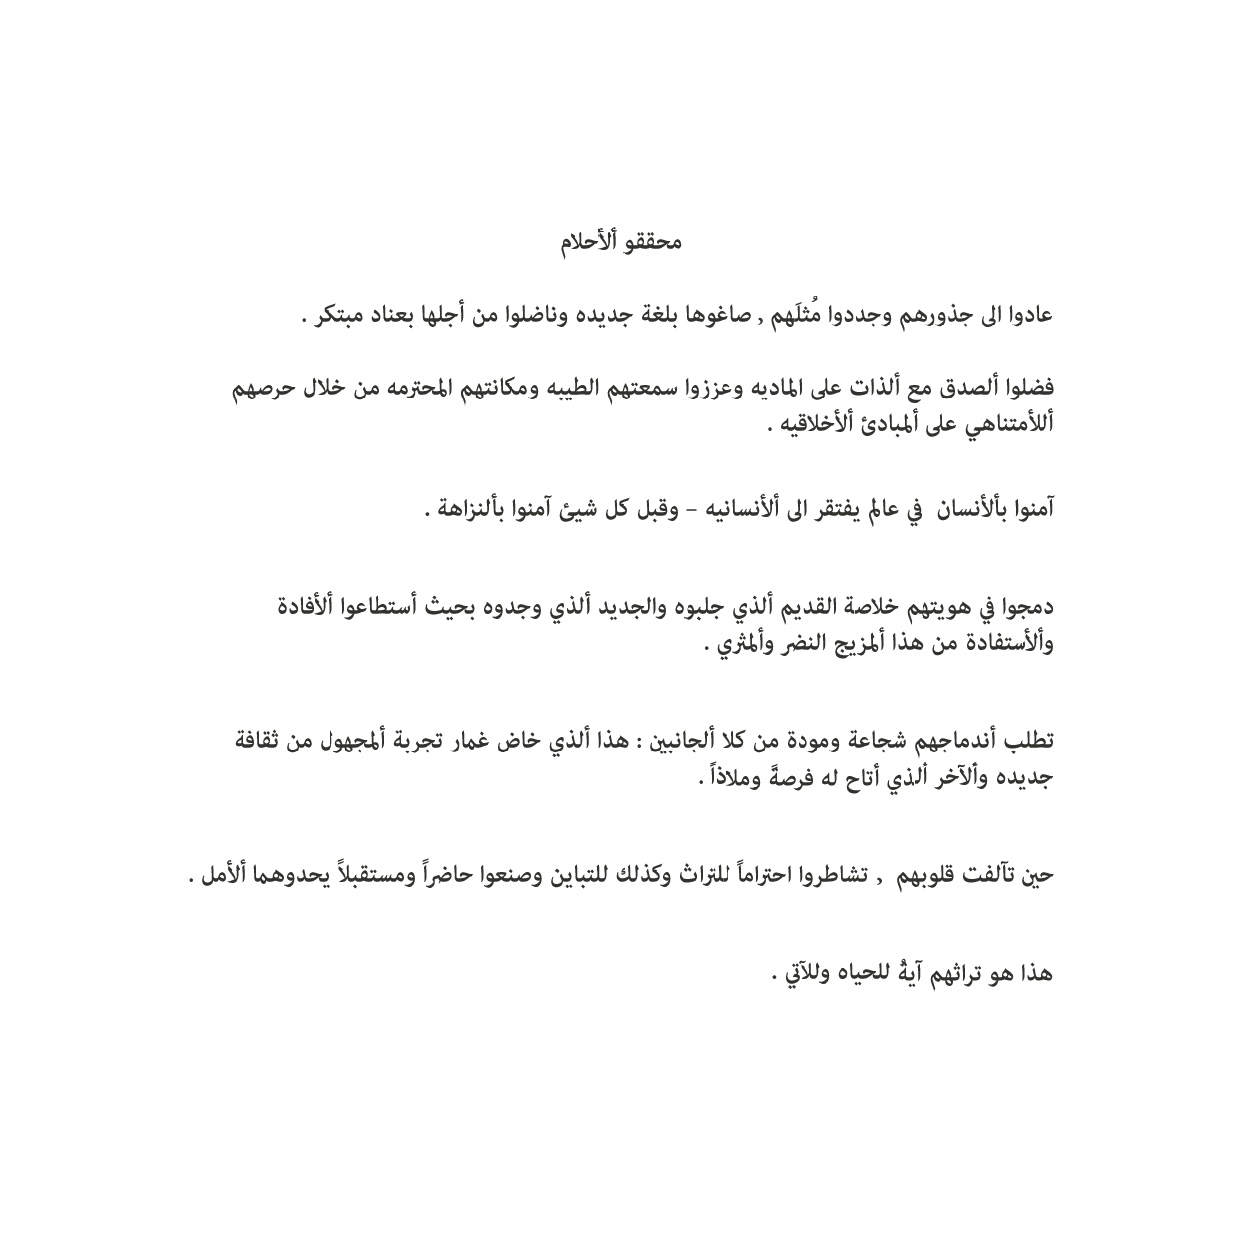 محققو ألأحلام
عادوا الى جذورهم وجددوا مُثلَهم , صاغوها بلغة جديده وناضلوا من أجلها بعناد مبتكر .
فضلوا ألصدق مع ألذات على الماديه وعززوا سمعتهم الطيبه ومكانتهم المحترمه من خلال حرصهم
أللأمتناهي على ألمبادئ ألأخلاقيه .
آمنوا بألأنسان في عالم يفتقر الى ألأنسانيه – وقبل كل شيئ آمنوا بألنزاهة .
دمجوا في هويتهم خلاصة القديم ألذي جلبوه والجديد ألذي وجدوه بحيث أستطاعوا ألأفادة
وألأستفادة من هذا ألمزيج النضر وألمثري .
تطلب أندماجهم شجاعة ومودة من كلا ألجانبين : هذا ألذي خاض غمار تجربة ألمجهول من ثقافة
جديده وألآخر ألذي أتاح له فرصةً وملاذاً .
حين تآلفت قلوبهم , تشاطروا احتراماً للتراث وكذلك للتباين وصنعوا حاضراً ومستقبلاً يحدوهما ألأمل .
هذا هو تراثهم آيةٌ للحياه وللآتي .